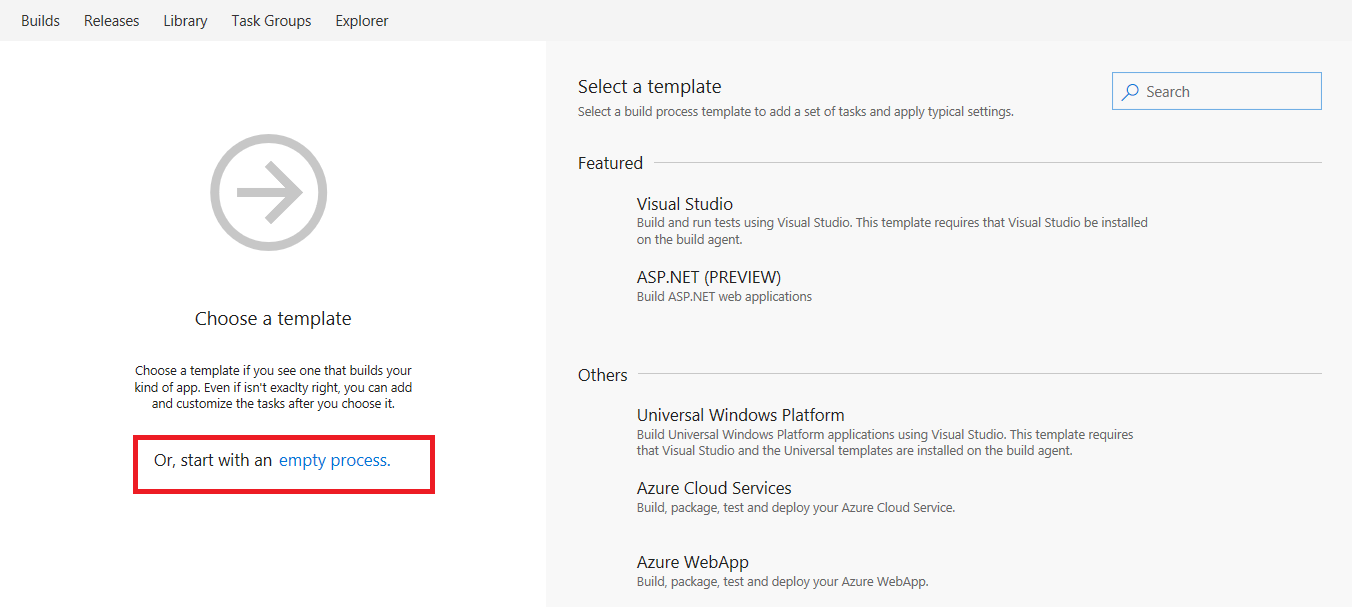 Builds Releases Library Task Groups Explorer
Choose a template
Choose a template if you see one that builds your
kind of app. Even if isn't exaclty right, you can add
and customize the tasks after you choose it.
Or, start with an empty process.
Select a template
Select a build process template to add a set of tasks and apply typical settings.
Search
Featured
Visual Studio
Build and run tests using Visual Studio. This template requires that Visual Studio be installed
on the build agent.
ASP.NET (PREVIEW)
Build ASP.NET web applications
Others
Universal Windows Platform
Build Universal Windows Platform applications using Visual Studio. This template requires
that Visual Studio and the Universal templates are installed on the build agent.
Azure Cloud Services
Build, package, test and deploy your Azure Cloud Service.
Azure WebApp
Build, package, test and deploy your Azure WebApp.